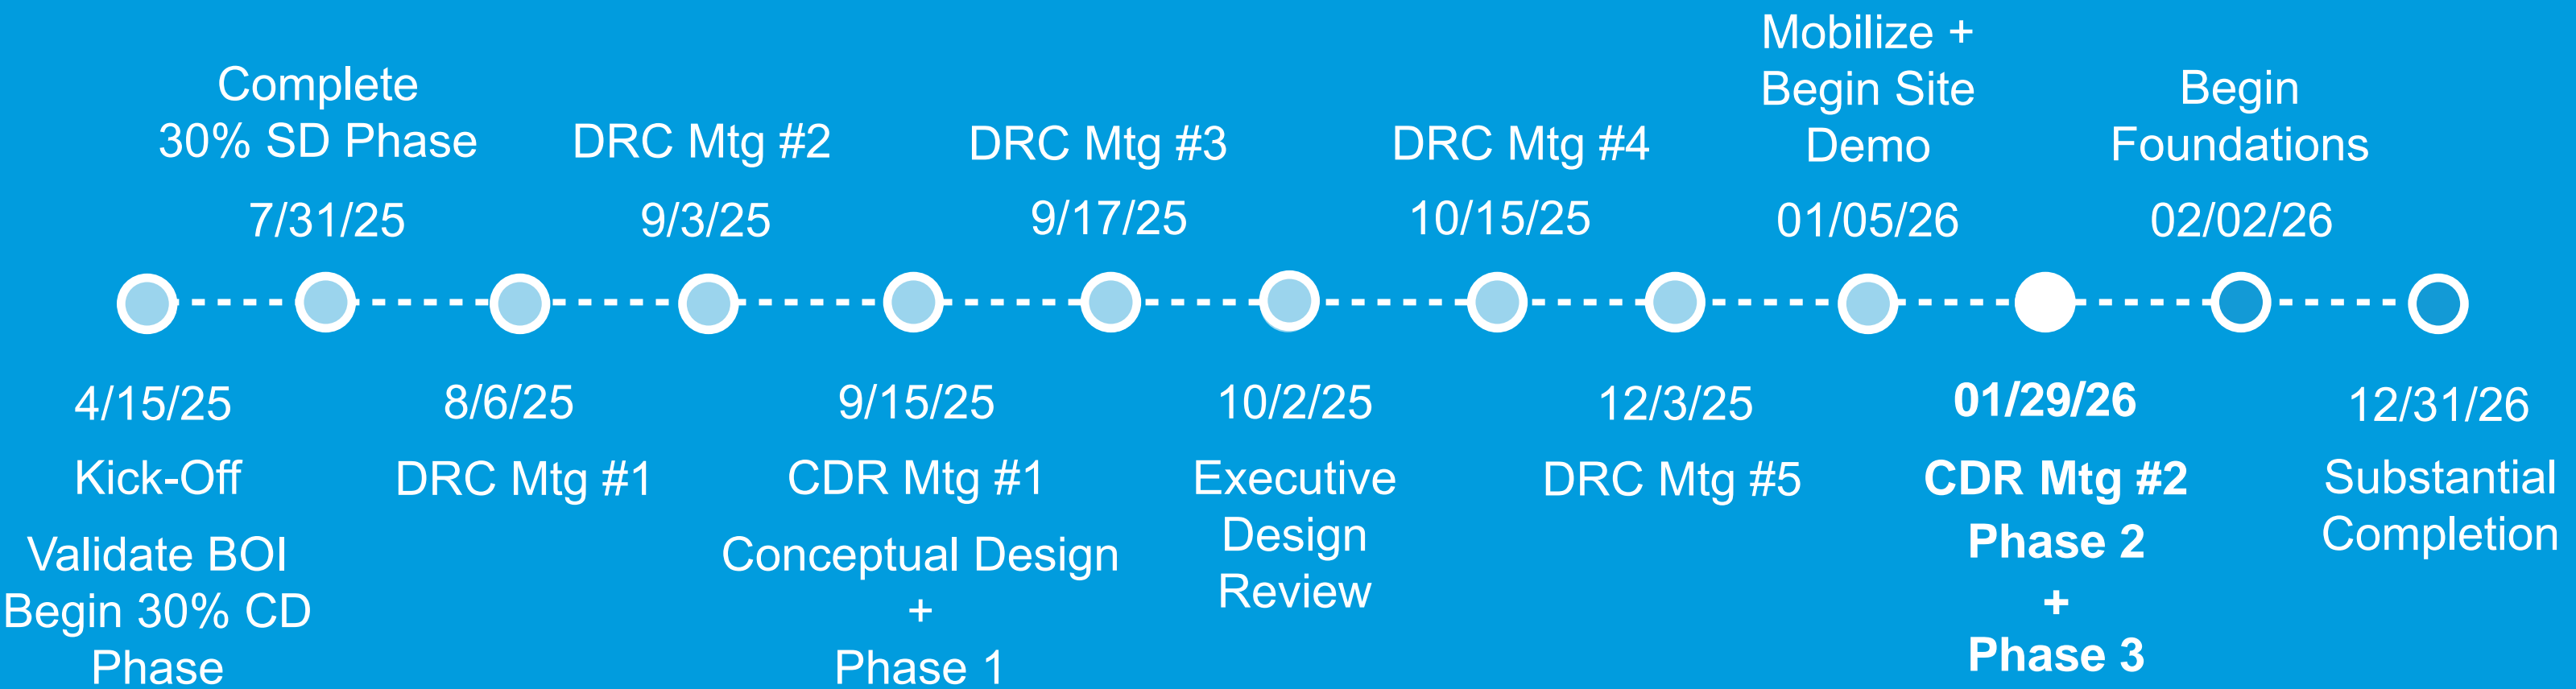 Complete
30% SD Phase
7/31/25
DRC Mtg #2
9/3/25
DRC Mtg #3
9/17/25
DRC Mtg #4
10/15/25
Mobilize +
Begin Site
Demo
01/05/26
Begin
Foundations
02/02/26
4/15/25
Kick-Off
Validate BOI
Begin 30% CD
Phase
8/6/25
DRC Mtg #1
9/15/25
CDR Mtg #1
Conceptual Design
+
Phase 1
10/2/25
Executive
Design
Review
12/3/25
DRC Mtg #5
01/29/26
CDR Mtg #2
Phase 2
+
Phase 3
12/31/26
Substantial
Completion